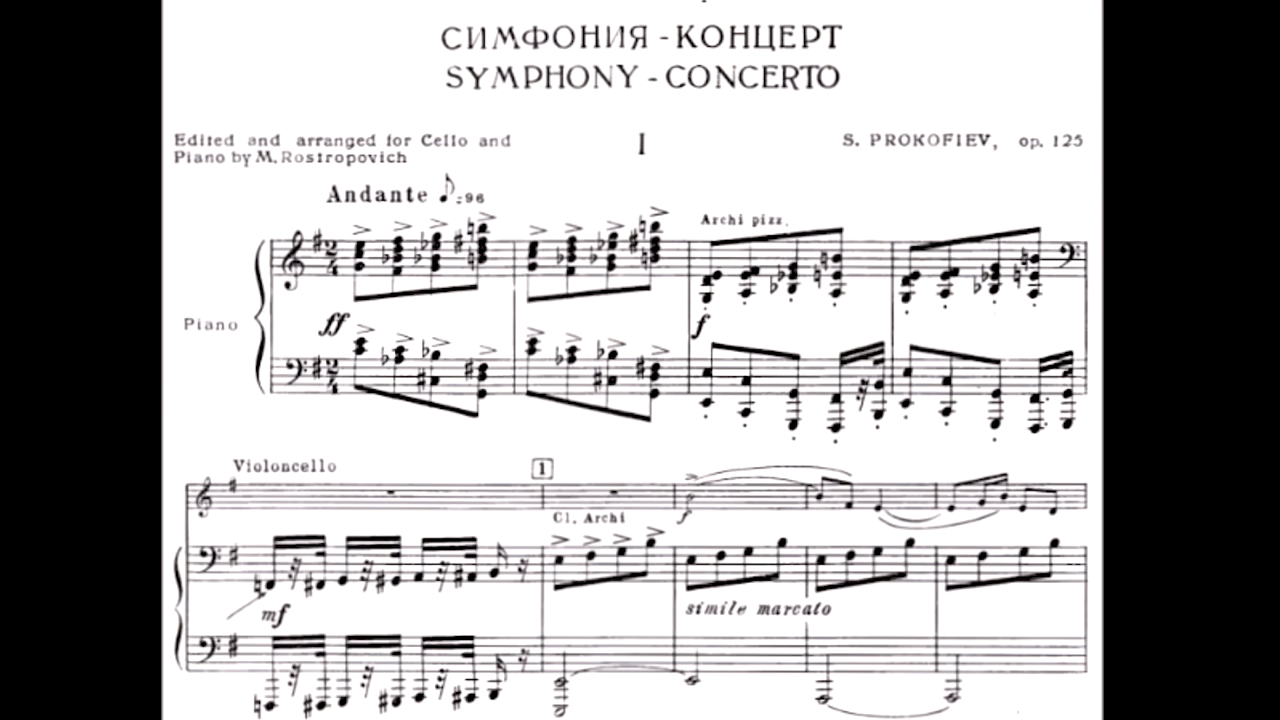 СИМФОНИЯ - КОНЦЕРТ
SYMPHONY - CONCERTO
Edited and arranged for Cello and
Piano by M. Rostropovich
I
S. PROKOFIEV, op. 125
Andante ♪=96
Archi pizz.
Piano
ff
f
Violoncello
1
Cl. Archi
f
mf
simile marcato